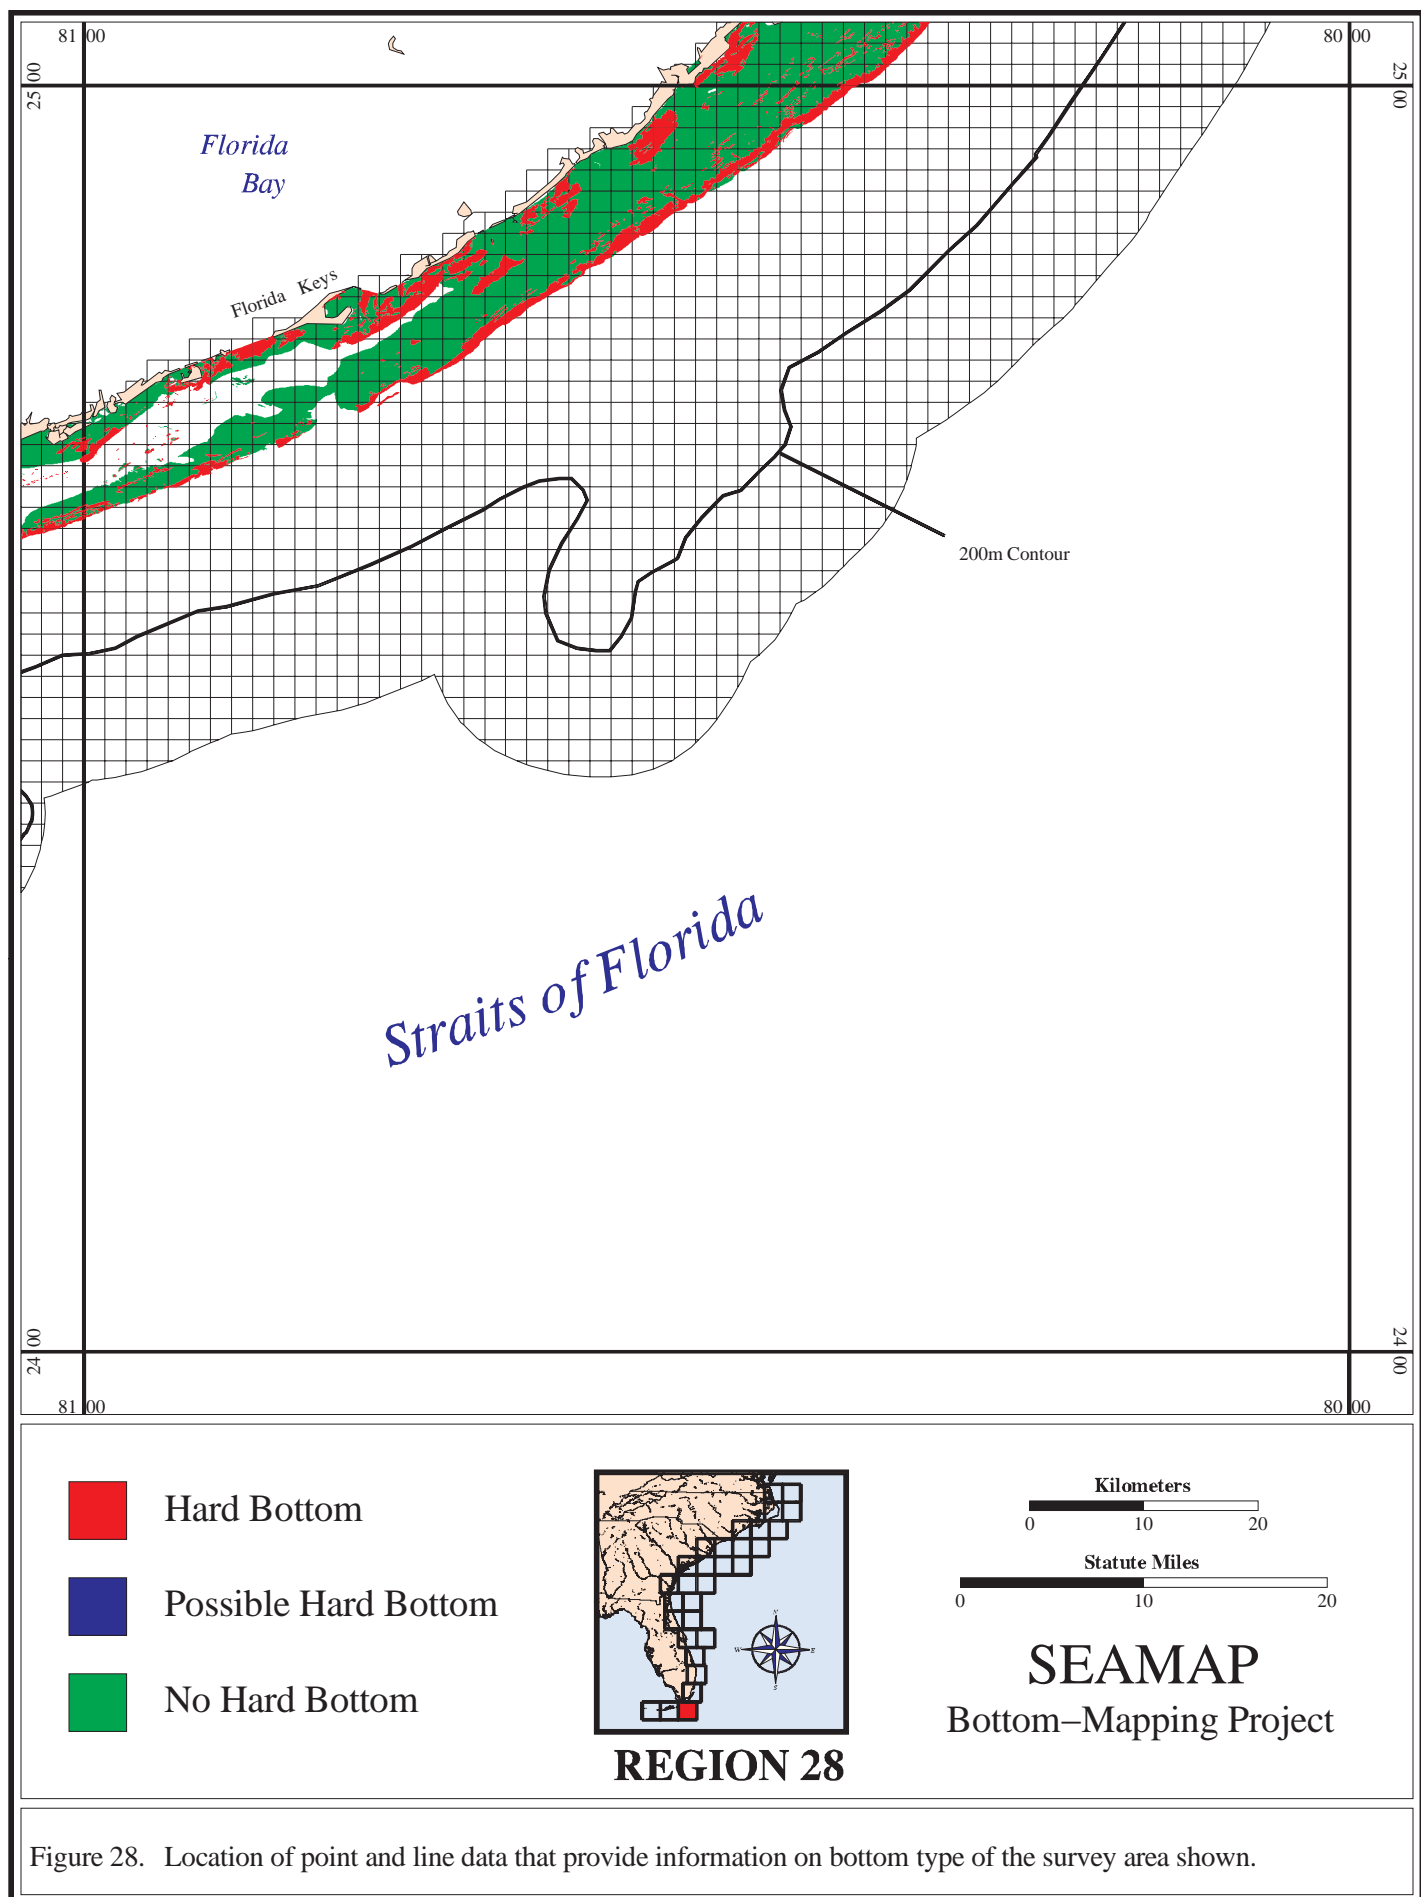 81 00
80 00
25 00
25 00
Florida
Bay
Florida Keys
200m Contour
Straits of Florida
24 00
24 00
81 00
80 00
Hard Bottom
Possible Hard Bottom
No Hard Bottom
N
W
E
S
REGION 28
Kilometers
0 10 20
Statute Miles
0 10 20
SEAMAP
Bottom–Mapping Project
Figure 28. Location of point and line data that provide information on bottom type of the survey area shown.